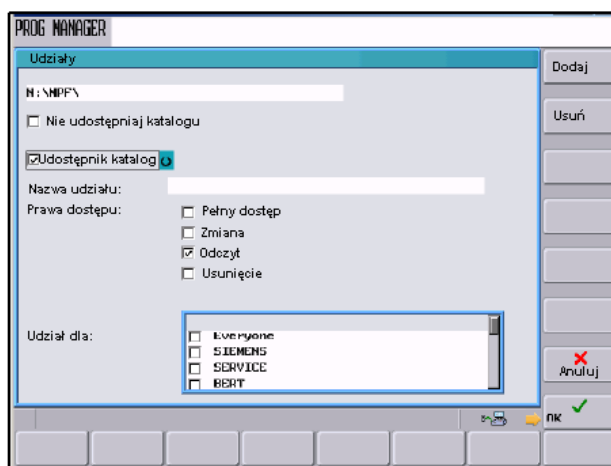 PROG MANAGER
Udziały
N:\MPF\
Nie udostępniaj katalogu
Udostępnik katalog
Nazwa udziału:
Prawa dostępu:
Pełny dostęp
Zmiana
Odczyt
Usunięcie
Udział dla:
Everyone
SIEMENS
SERVICE
BERT
Dodaj
Usuń
Anuluj
OK